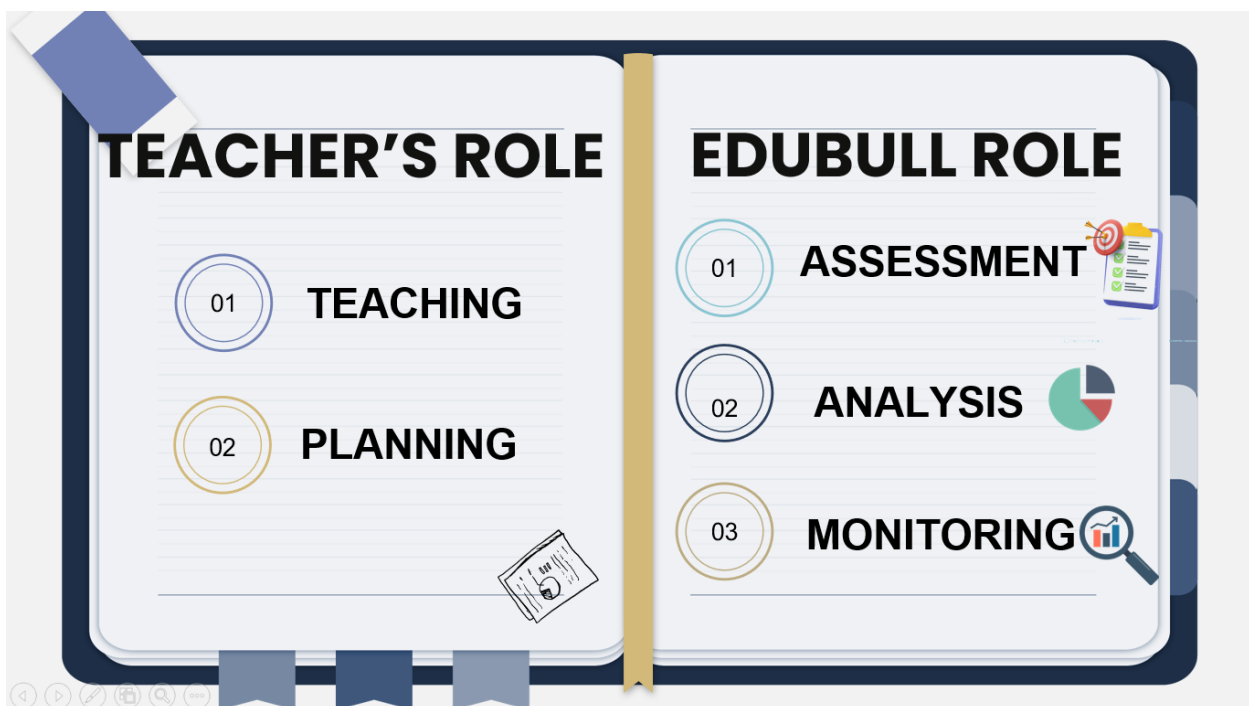 TEACHER’S ROLE
01 TEACHING
02 PLANNING
EDUBULL ROLE
01 ASSESSMENT
02 ANALYSIS
03 MONITORING